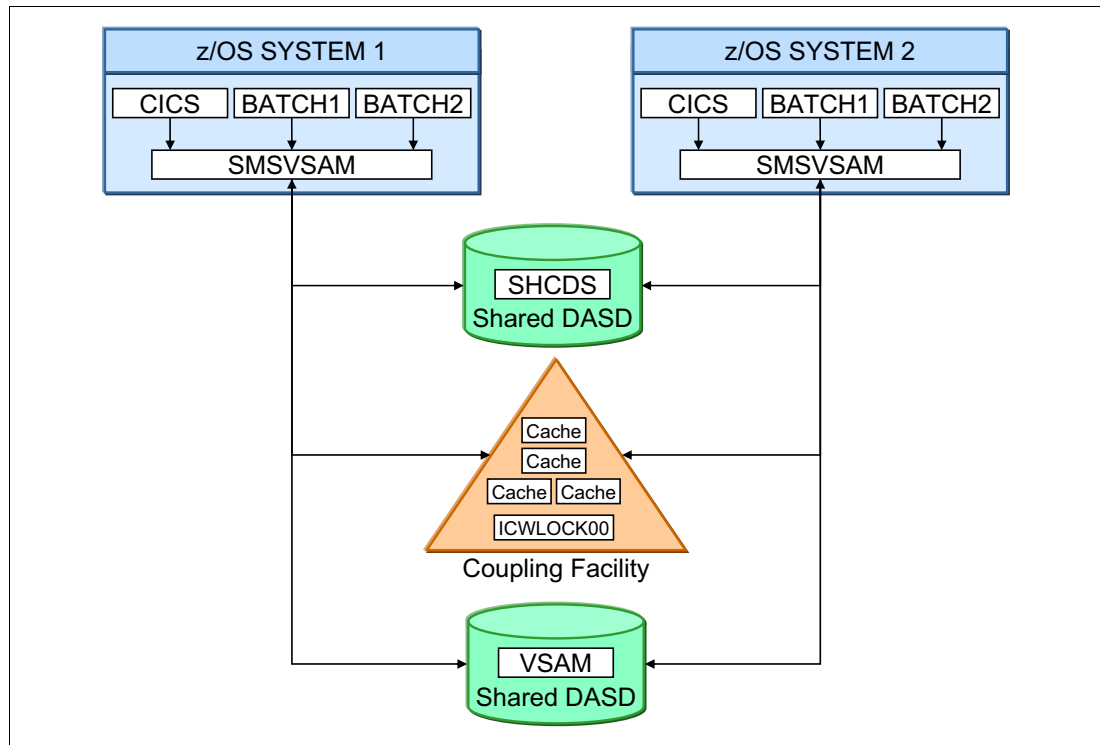 z/OS SYSTEM 1
CICS BATCH1 BATCH2
SMSVSAM
z/OS SYSTEM 2
CICS BATCH1 BATCH2
SMSVSAM
SHCDS
Shared DASD
Cache
Cache
Cache Cache
ICWLOCK00
Coupling Facility
VSAM
Shared DASD